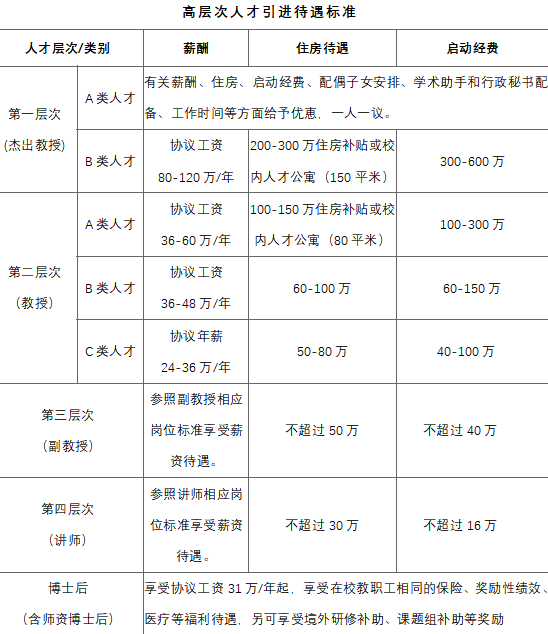 高层次人才引进待遇标准
人才层次/类别 薪酬 住房待遇 启动经费
第一层次
(杰出教授)
A 类人才
有关薪酬、住房、启动经费、配偶子女安排、学术助手和行政秘书配
备、工作时间等方面给予优惠，一人一议。
B 类人才
协议工资
80-120 万/年
200-300 万住房补贴或校
内人才公寓（150 平米）
300-600 万
第二层次
（教授）
A 类人才
协议工资
36-60 万/年
100-150 万住房补贴或校
内人才公寓（80 平米）
100-300 万
B 类人才
协议工资
36-48 万/年
60-100 万
60-150 万
C 类人才
协议年薪
24-36 万/年
50-80 万
40-100 万
第三层次
（副教授）
参照副教授相应
岗位标准享受薪
资待遇。
不超过 50 万
不超过 40 万
第四层次
（讲师）
参照讲师相应岗
位标准享受薪资
待遇。
不超过 30 万
不超过 16 万
博士后
（含师资博士后）
享受协议工资 31 万/年起，享受在校教职工相同的保险、奖励性绩效、
医疗等福利待遇，另可享受境外研修补助、课题组补助等奖励